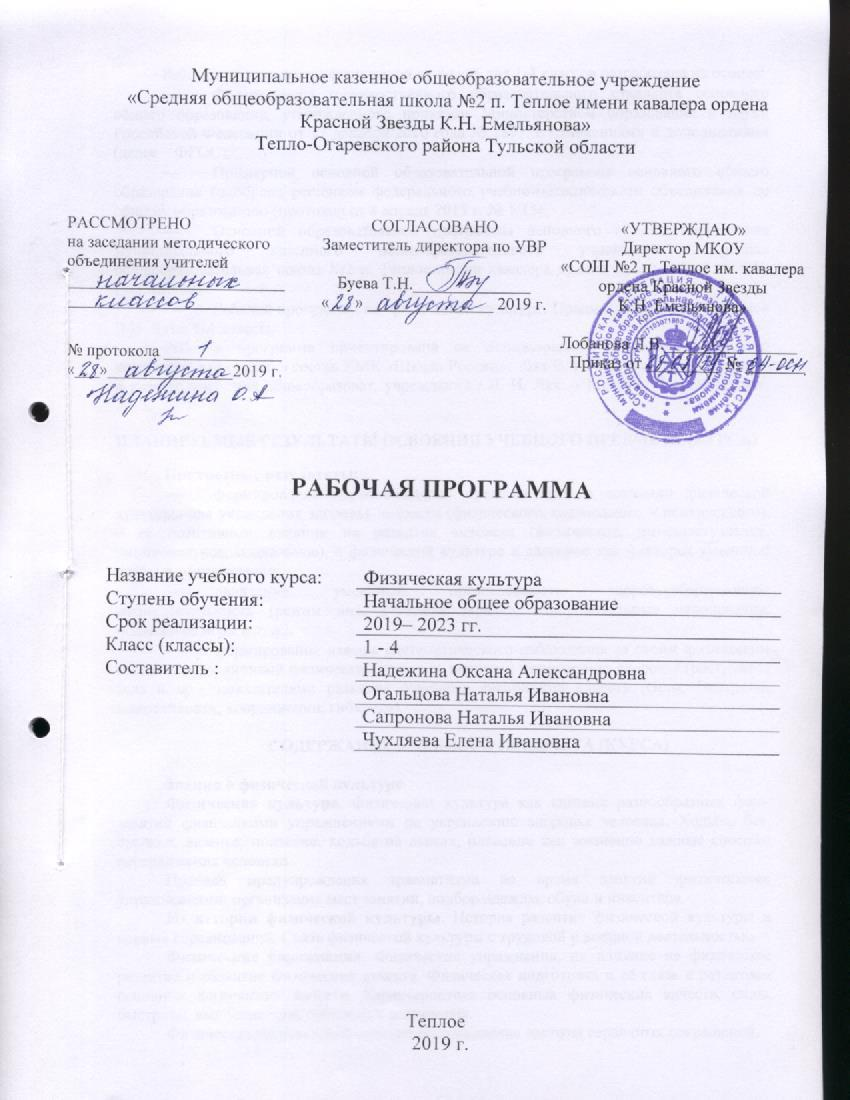 Муниципальное казенное общеобразовательное учреждение
«Средняя общеобразовательная школа №2 п. Теплое имени кавалера ордена
Красной Звезды К.Н. Емельянова»
Тепло-Огаревского района Тульской области
РАССМОТРЕНО
на заседании методического
объединения учителей
начальных
классов
№ протокола 1
«28» августа 2019 г.
Надежина О.А
СОГЛАСОВАНО
Заместитель директора по УВР
Буева Т.Н.
«28» августа 2019 г.
«УТВЕРЖДАЮ»
Директор МКОУ
«СОШ №2 п. Теплое им. кавалера
ордена Красной Звезды
К.Н. Емельянова»
Лобанова Л.В.
Приказ от №
РАБОЧАЯ ПРОГРАММА
Название учебного курса: Физическая культура
Ступень обучения: Начальное общее образование
Срок реализации: 2019– 2023 гг.
Класс (классы): 1 - 4
Составитель : Надежина Оксана Александровна
Огальцова Наталья Ивановна
Сапронова Наталья Ивановна
Чухляева Елена Ивановна
Теплое
2019 г.